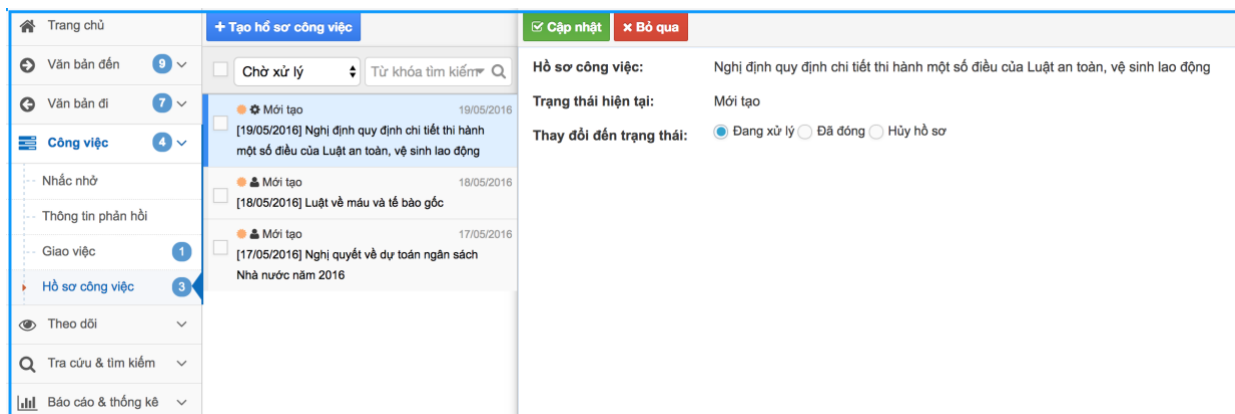 Trang chủ
Văn bản đến 9
Văn bản đi 7
Công việc 4
Nhắc nhở
Thông tin phản hồi
Giao việc 1
Hồ sơ công việc 3
Theo dõi
Tra cứu & tìm kiếm
Báo cáo & thống kê
+ Tạo hồ sơ công việc
Chờ xử lý Từ khóa tìm kiếm
Mới tạo 19/05/2016
[19/05/2016] Nghị định quy định chi tiết thi hành
một số điều của Luật an toàn, vệ sinh lao động
Mới tạo 18/05/2016
[18/05/2016] Luật về máu và tế bào gốc
Mới tạo 17/05/2016
[17/05/2016] Nghị quyết về dự toán ngân sách
Nhà nước năm 2016
Cập nhật Bỏ qua
Hồ sơ công việc: Nghị định quy định chi tiết thi hành một số điều của Luật an toàn, vệ sinh lao động
Trạng thái hiện tại: Mới tạo
Thay đổi đến trạng thái: Đang xử lý Đã đóng Hủy hồ sơ